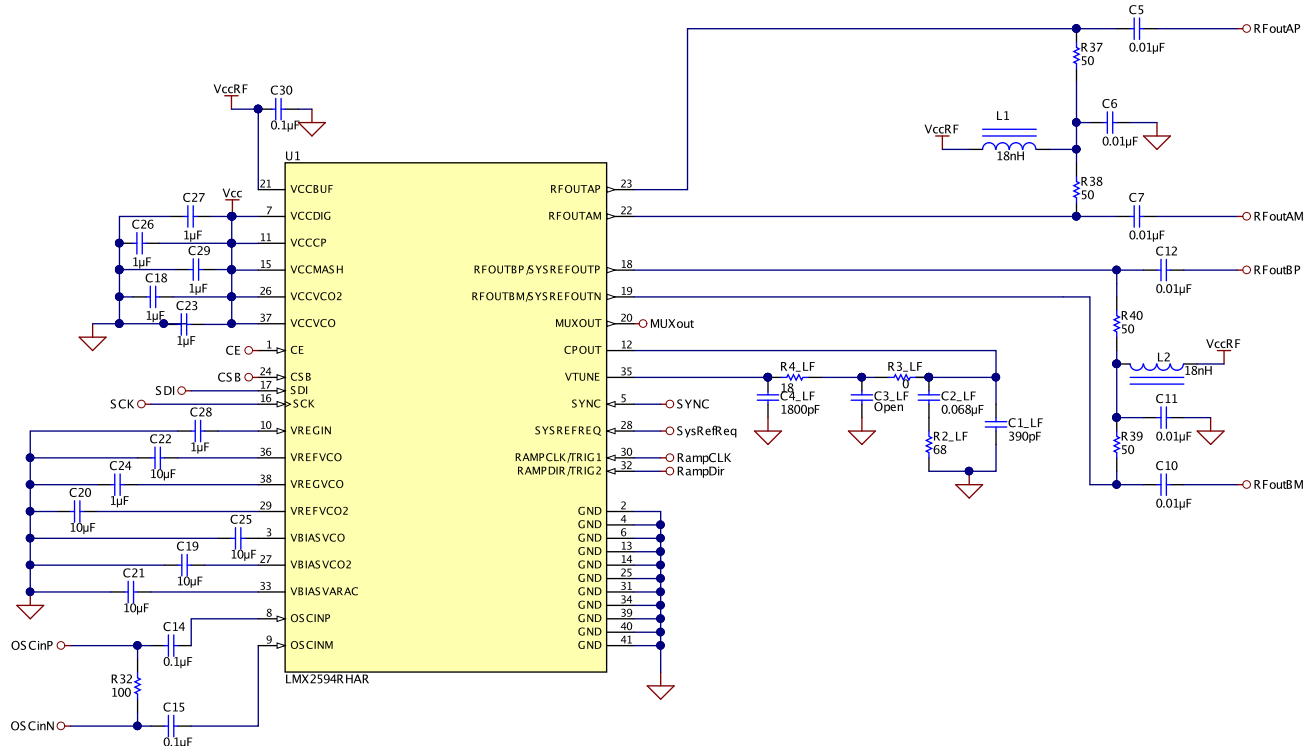 C5
RFoutAP
0.01µF
R37
50
VccRF
C30
0.1µF
C6
0.01µF
L1
VccRF
18nH
R38
50
C7
RFoutAM
0.01µF
U1
21 VCCBUF
RFOUTAP 23
C27
Vcc
1µF
7 VCCDIG
RFOUTAM 22
C26
1µF
11 VCCCP
C29
1µF
15 VCCMASH
RFOUTBP/SYSREFOUTP 18
C12
RFoutBP
0.01µF
C18
1µF
26 VCCVCO2
RFOUTBM/SYSREFOUTN 19
C23
1µF
37 VCCVCO
MUXOUT 20 MUXout
R40
50
CE 1 CE
CPOUT 12
VccRF
L2
18nH
CSB 24 CSB
VTUNE 35
R4_LF
18
R3_LF
0
SDI 17 SDI
C4_LF
1800pF
C3_LF
Open
C2_LF
0.068µF
SCK 16 SCK
SYNC 5 SYNC
C11
0.01µF
C1_LF
390pF
C28
1µF
10 VREGIN
SYSREFREQ 28 SysRefReq
R2_LF
68
R39
50
C22
10µF
36 VREFVCO
RAMPCLK/TRIG1 30 RampCLK
RAMPDIR/TRIG2 32 RampDir
C24
1µF
38 VREGVCO
C10
RFoutBM
0.01µF
C20
10µF
29 VREFVCO2
GND 2
GND 4
C25
10µF
3 VBIASVCO
GND 6
GND 13
C19
10µF
27 VBIASVCO2
GND 14
GND 25
C21
10µF
33 VBIASVARAC
GND 31
GND 34
8 OSCINP
GND 39
C14
0.1µF
GND 40
OSCinP
9 OSCINM
GND 41
R32
100
LMX2594RHAR
C15
OSCinN
0.1µF